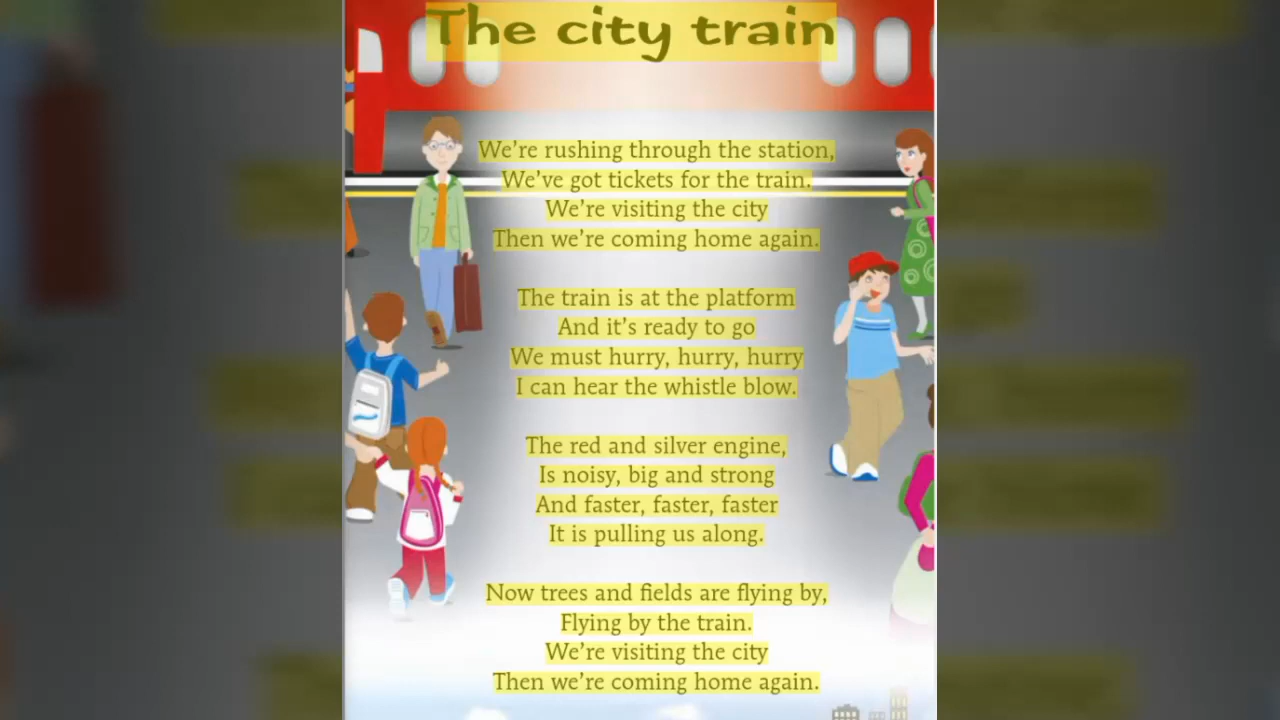 The city train
We're rushing through the station,
We've got tickets for the train.
We're visiting the city
Then we're coming home again.
The train is at the platform
And it's ready to go
We must hurry, hurry, hurry
I can hear the whistle blow.
The red and silver engine,
Is noisy, big and strong
And faster, faster, faster
It is pulling us along.
Now trees and fields are flying by,
Flying by the train.
We're visiting the city
Then we're coming home again.